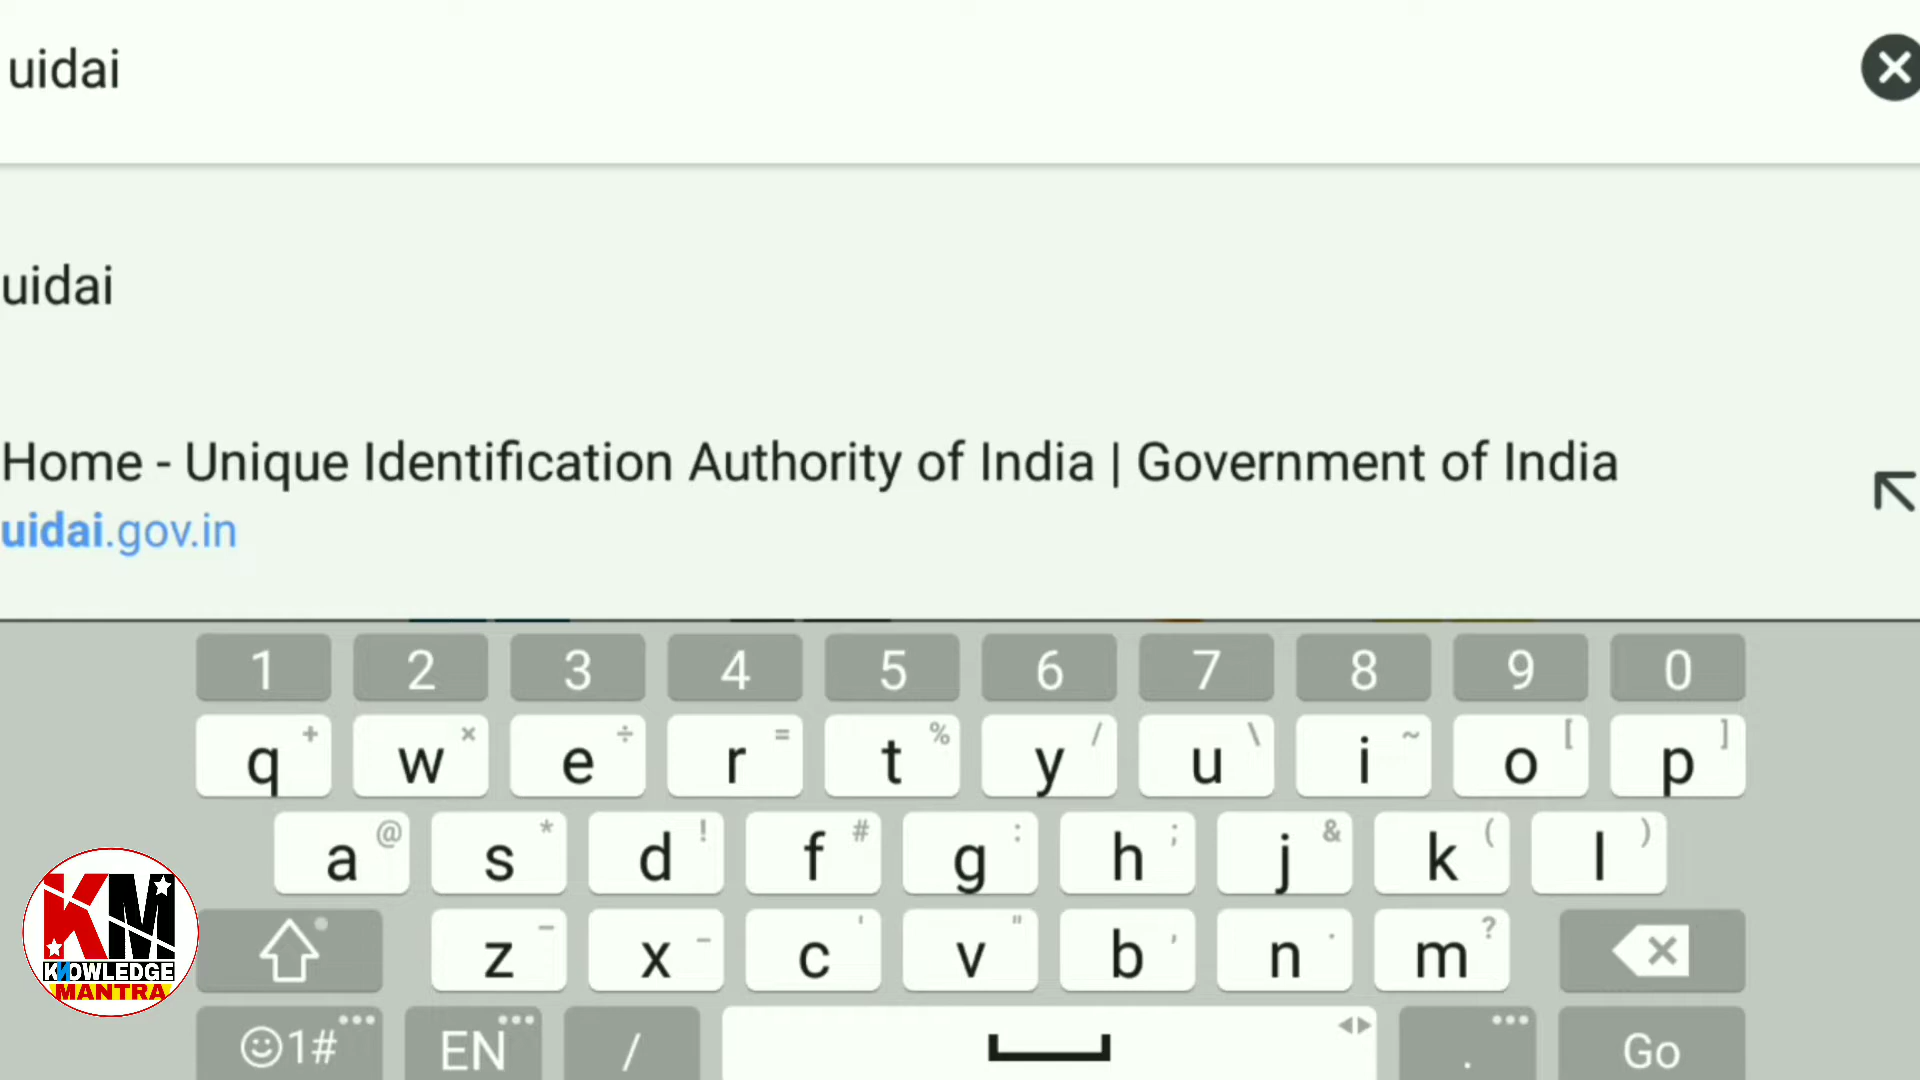 uidai
uidai
Home - Unique Identification Authority of India | Government of India
uidai.gov.in
1 2 3 4 5 6 7 8 9 0
q + w × e ÷ r = t % y / u \ i ~ o [ p ]
a @ s * d ! f # g : h ; j & k ( l )
z - x _ c ' v " b , n . m ?
1# EN / . Go
KM
KNOWLEDGE
MANTRA